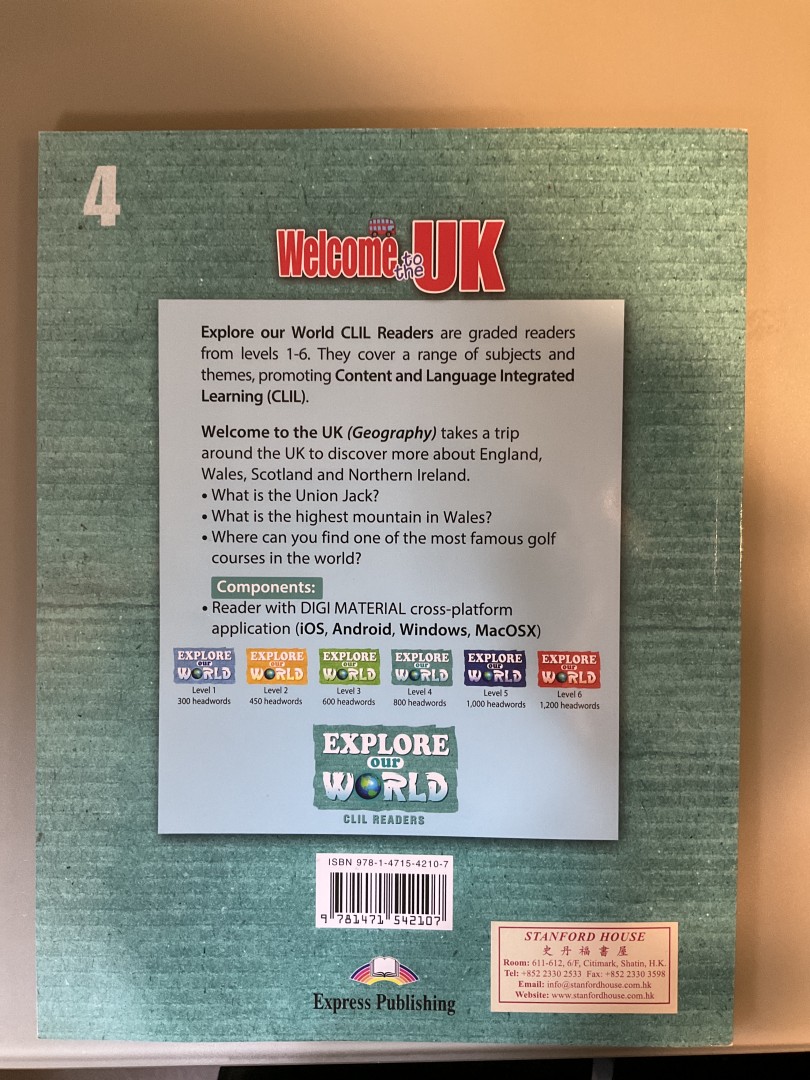 4
Welcome to the UK
Explore our World CLIL Readers are graded readers
from levels 1-6. They cover a range of subjects and
themes, promoting Content and Language Integrated
Learning (CLIL).
Welcome to the UK (Geography) takes a trip
around the UK to discover more about England,
Wales, Scotland and Northern Ireland.
• What is the Union Jack?
• What is the highest mountain in Wales?
• Where can you find one of the most famous golf
courses in the world?
Components:
• Reader with DIGI MATERIAL cross-platform
application (iOS, Android, Windows, MacOSX)
EXPLORE our WORLD
Level 1
300 headwords
EXPLORE our WORLD
Level 2
450 headwords
EXPLORE our WORLD
Level 3
600 headwords
EXPLORE our WORLD
Level 4
800 headwords
EXPLORE our WORLD
Level 5
1,000 headwords
EXPLORE our WORLD
Level 6
1,200 headwords
EXPLORE
our
WORLD
CLIL READERS
ISBN 978-1-4715-4210-7
9 781471 542107
Express Publishing
STANFORD HOUSE
史丹福書屋
Room: 611-612, 6/F, Citimark, Shatin, H.K.
Tel: +852 2330 2533 Fax: +852 2330 3598
Email: info@stanfordhouse.com.hk
Website: www.stanfordhouse.com.hk